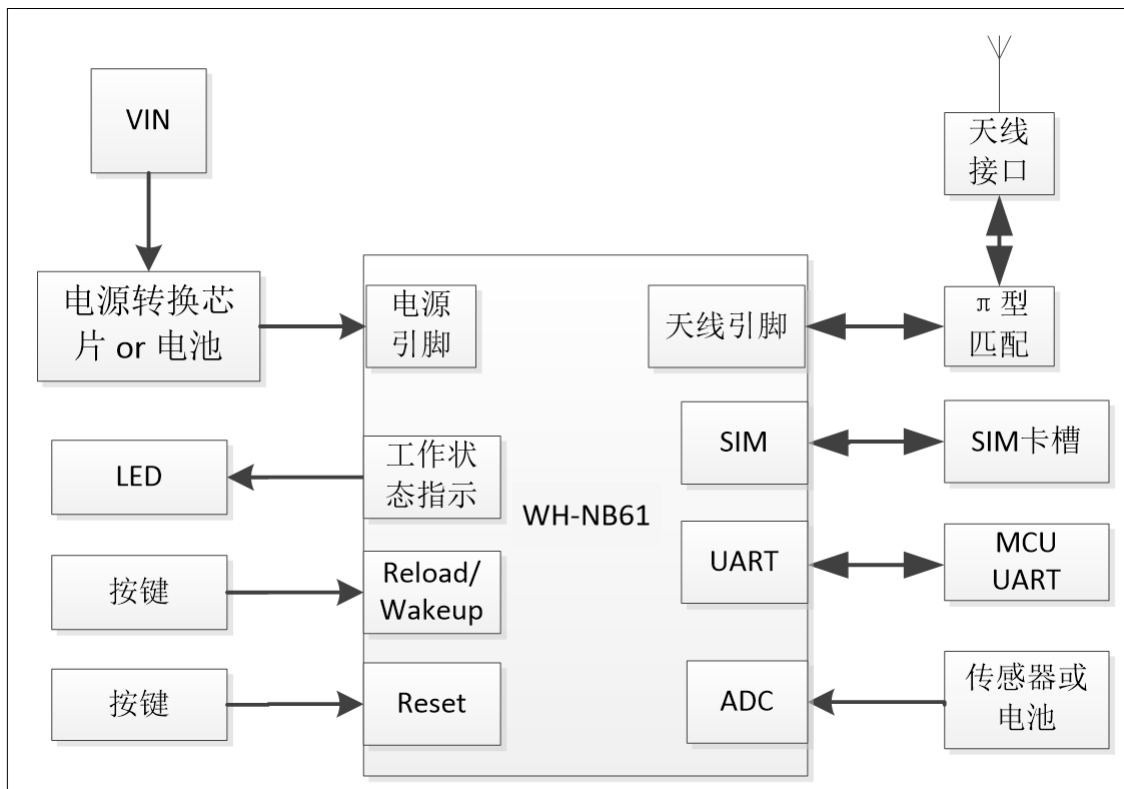 VIN
天线
接口
电源转换芯
片 or 电池
电源
引脚
天线引脚
π 型
匹配
LED
工作状
态指示
WH-NB61
SIM
SIM卡槽
按键
Reload/
Wakeup
UART
MCU
UART
按键
Reset
ADC
传感器或
电池